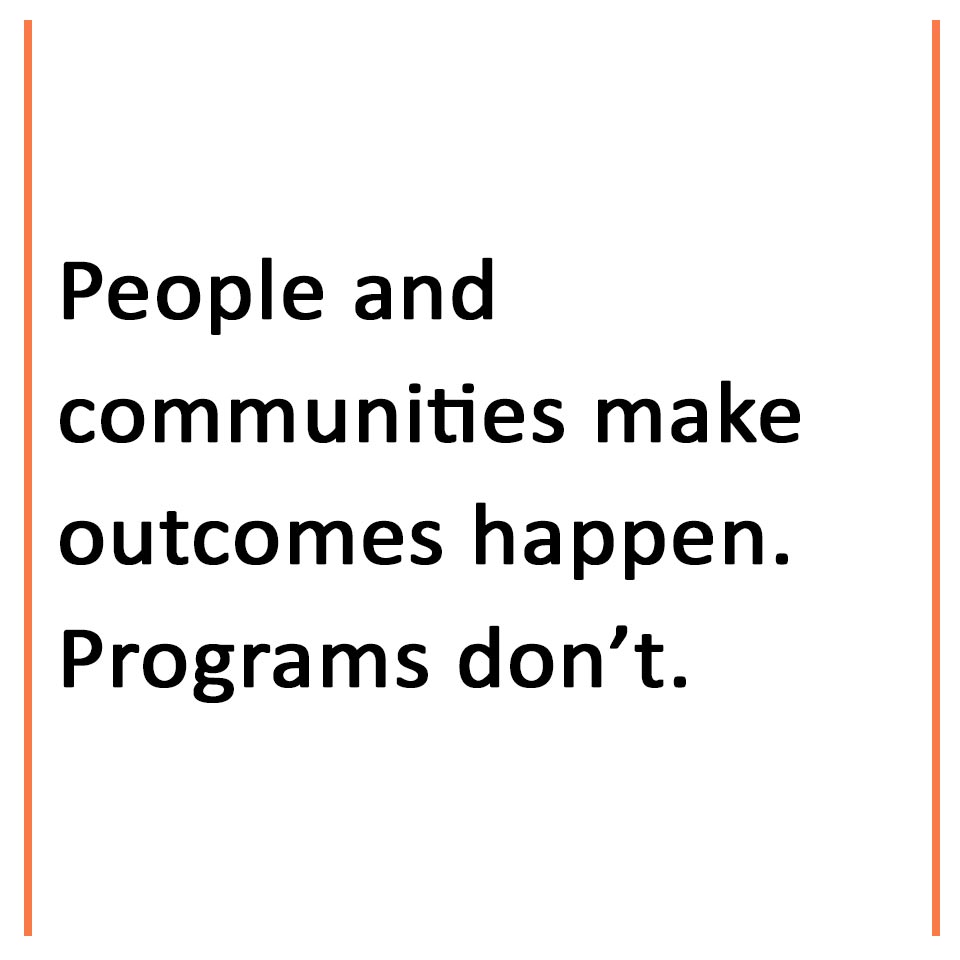 People and
communities make
outcomes happen.
Programs don’t.